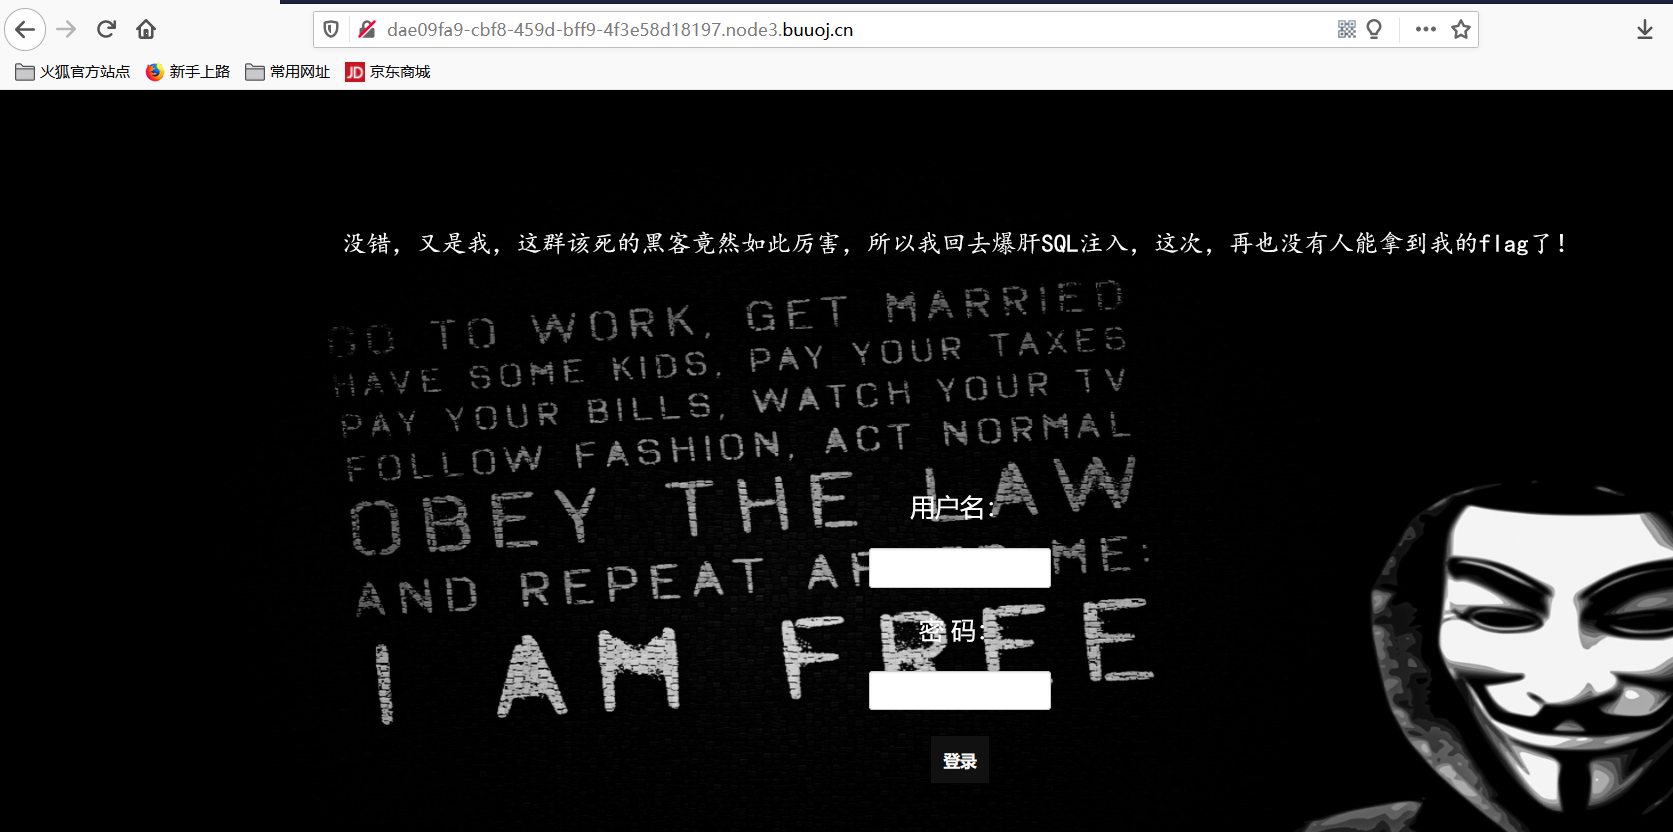 dae09fa9-cbf8-459d-bff9-4f3e58d18197.node3.buuoj.cn
火狐官方站点 新手上路 常用网址 JD 京东商城
没错，又是我，这群该死的黑客竟然如此厉害，所以我回去爆肝SQL注入，这次，再也没有人能拿到我的flag了！
GO TO WORK, GET MARRIED
HAVE SOME KIDS, PAY YOUR TAXES
PAY YOUR BILLS, WATCH YOUR TV
FOLLOW FASHION, ACT NORMAL
OBEY THE LAW
用户名：
AND REPEAT AFTER ME:
I AM FREE
密 码：
登录